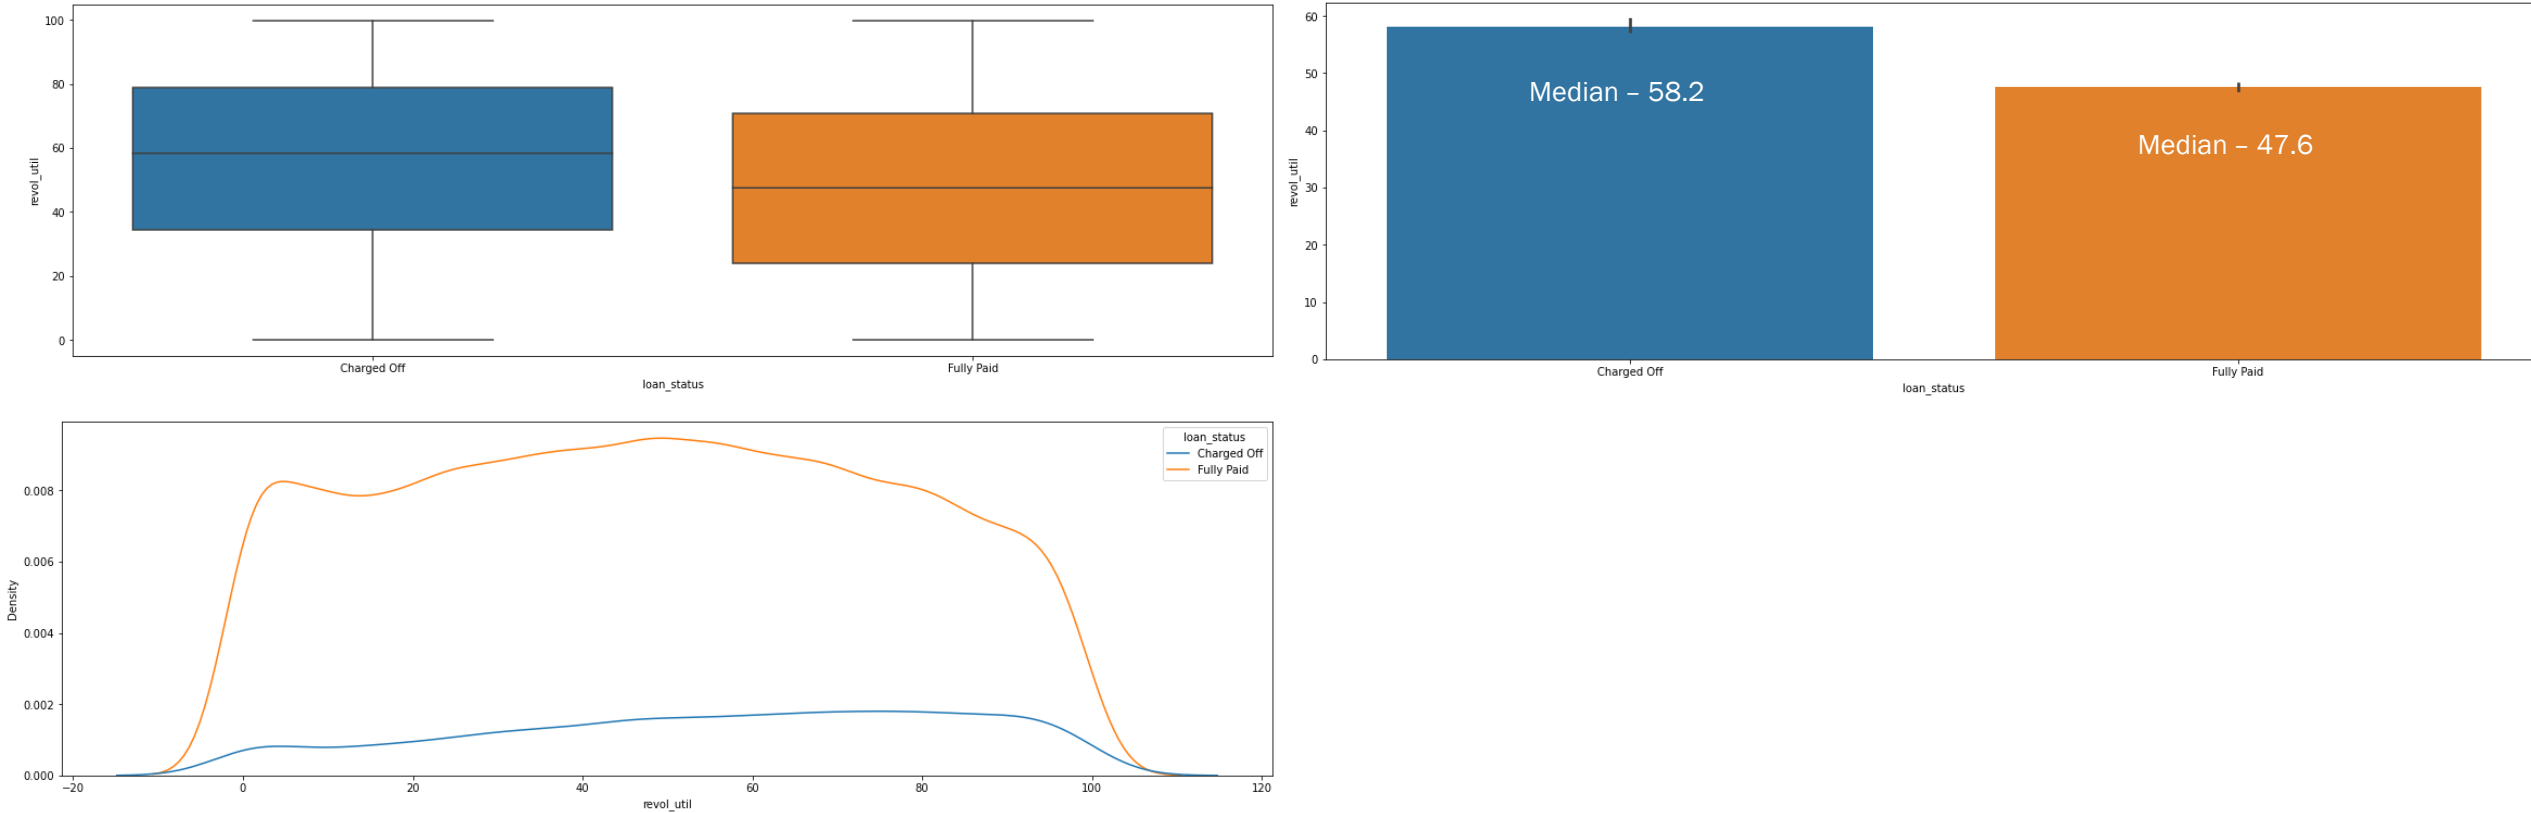 100
80
60
40
20
0
revol_util
Charged Off
Fully Paid
loan_status
60
50
40
30
20
10
0
revol_util
Median – 58.2
Median – 47.6
Charged Off
Fully Paid
loan_status
0.008
0.006
0.004
0.002
0.000
Density
loan_status
Charged Off
Fully Paid
−20
0
20
40
60
80
100
120
revol_util